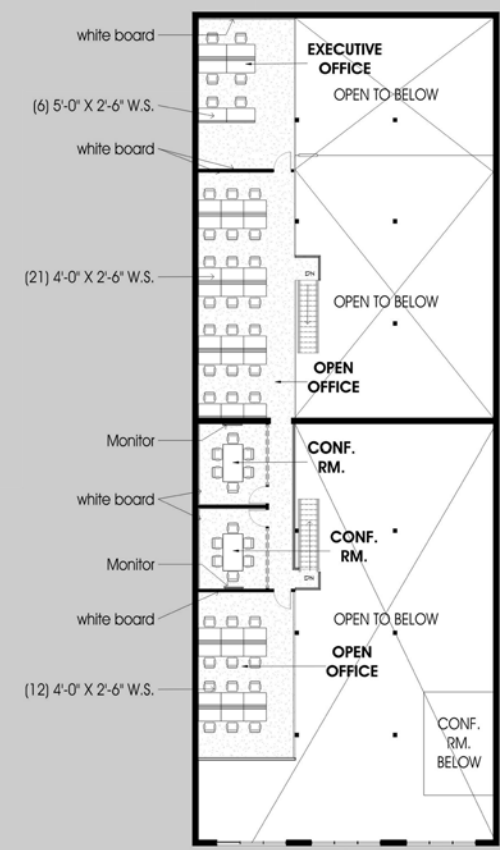 white board
EXECUTIVE
OFFICE
OPEN TO BELOW
(6) 5'-0" X 2'-6" W.S.
white board
(21) 4'-0" X 2'-6" W.S.
DN
OPEN TO BELOW
OPEN
OFFICE
Monitor
CONF.
RM.
white board
CONF.
RM.
Monitor
DN
white board
OPEN TO BELOW
OPEN
OFFICE
(12) 4'-0" X 2'-6" W.S.
CONF.
RM.
BELOW